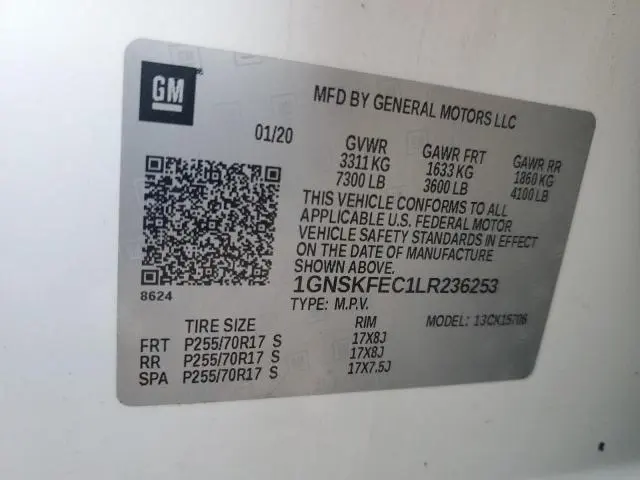 GM
MFD BY GENERAL MOTORS LLC
01/20
GVWR GAWR FRT GAWR RR
3311 KG 1633 KG 1860 KG
7300 LB 3600 LB 4100 LB
THIS VEHICLE CONFORMS TO ALL
APPLICABLE U.S. FEDERAL MOTOR
VEHICLE SAFETY STANDARDS IN EFFECT
ON THE DATE OF MANUFACTURE
SHOWN ABOVE.
1GNSKFEC1LR236253
8624
TYPE: M.P.V. MODEL: 13CK15706
TIRE SIZE RIM
FRT P255/70R17 S 17X8J
RR P255/70R17 S 17X8J
SPA P255/70R17 S 17X7.5J